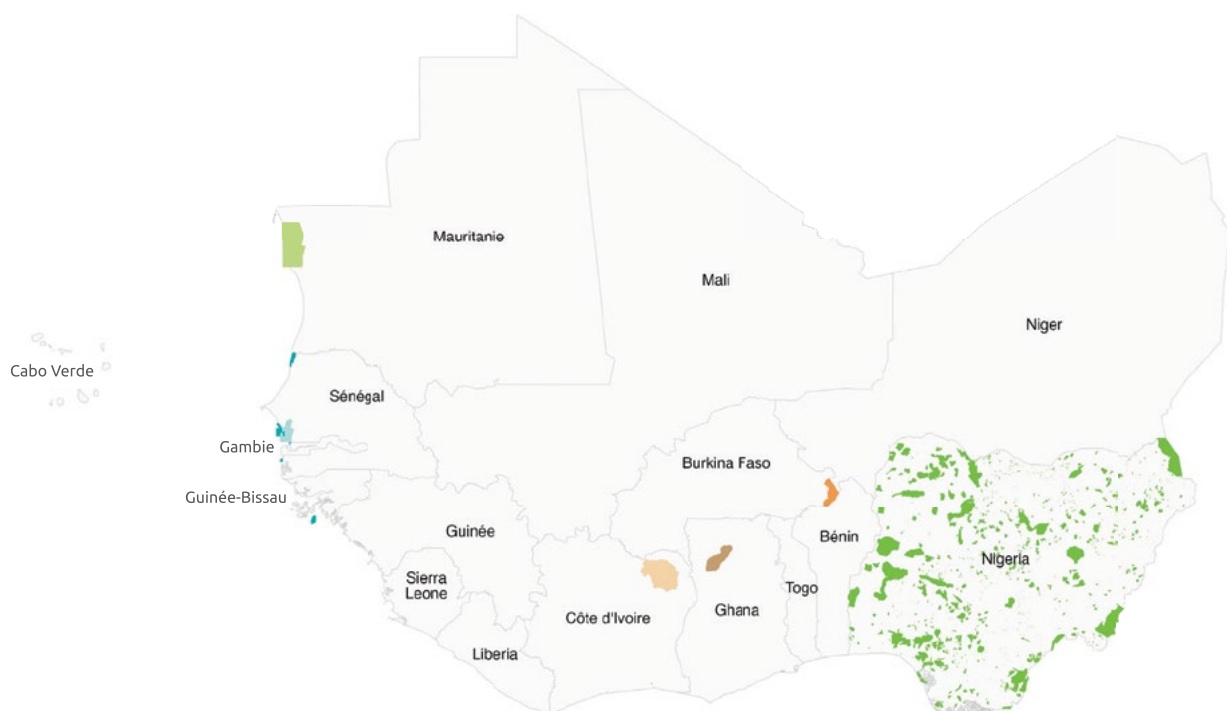 Mauritanie
Mali
Niger
Cabo Verde
Sénégal
Gambie
Burkina Faso
Guinée-Bissau
Guinée
Bénin
Nigeria
Sierra
Leone
Togo
Côte d'Ivoire
Ghana
Liberia